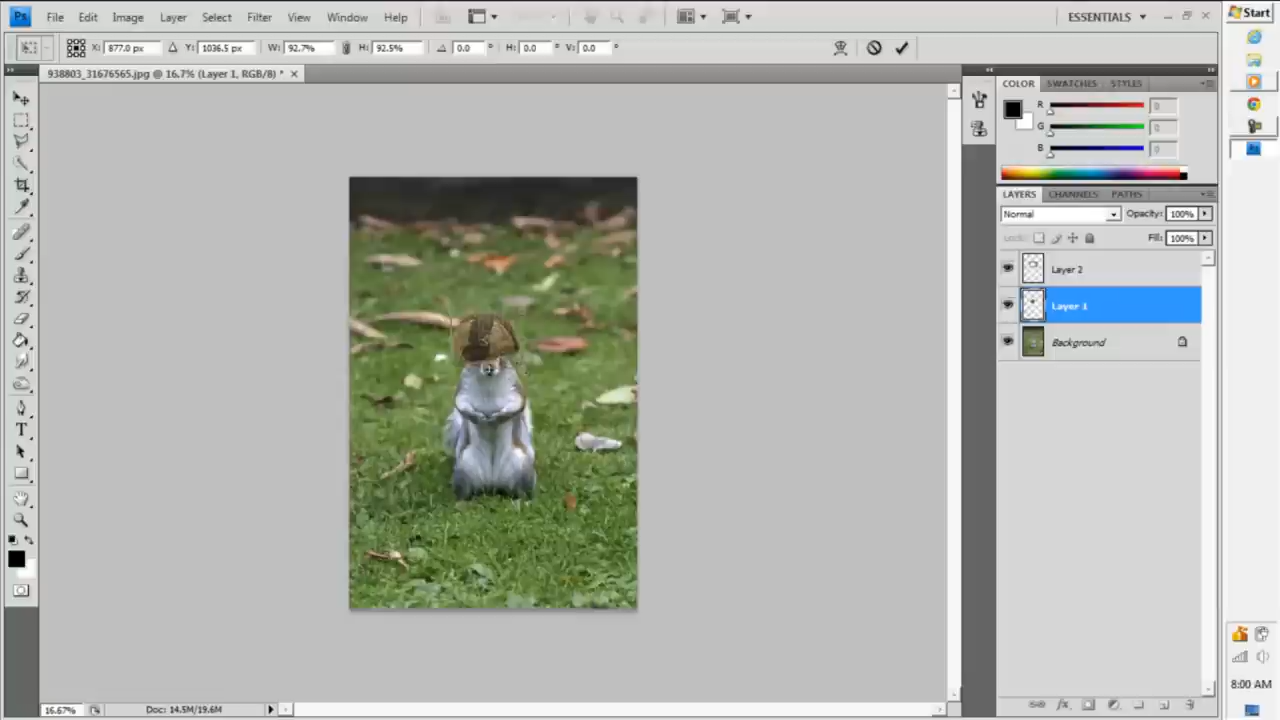 Ps File Edit Image Layer Select Filter View Window Help ESSENTIALS Start
X: 877.0 px Y: 1036.5 px W: 92.7% H: 92.5% 0.0 ° H: 0.0 ° V: 0.0 °
938803_31676565.jpg @ 16.7% (Layer 1, RGB/8) * ×
COLOR SWATCHES STYLES
R 0
G 0
B 0
LAYERS CHANNELS PATHS
Normal Opacity: 100%
Fill: 100%
Layer 2
Layer 1
Background
T
16.67% Doc: 14.5M/19.6M
8:00 AM